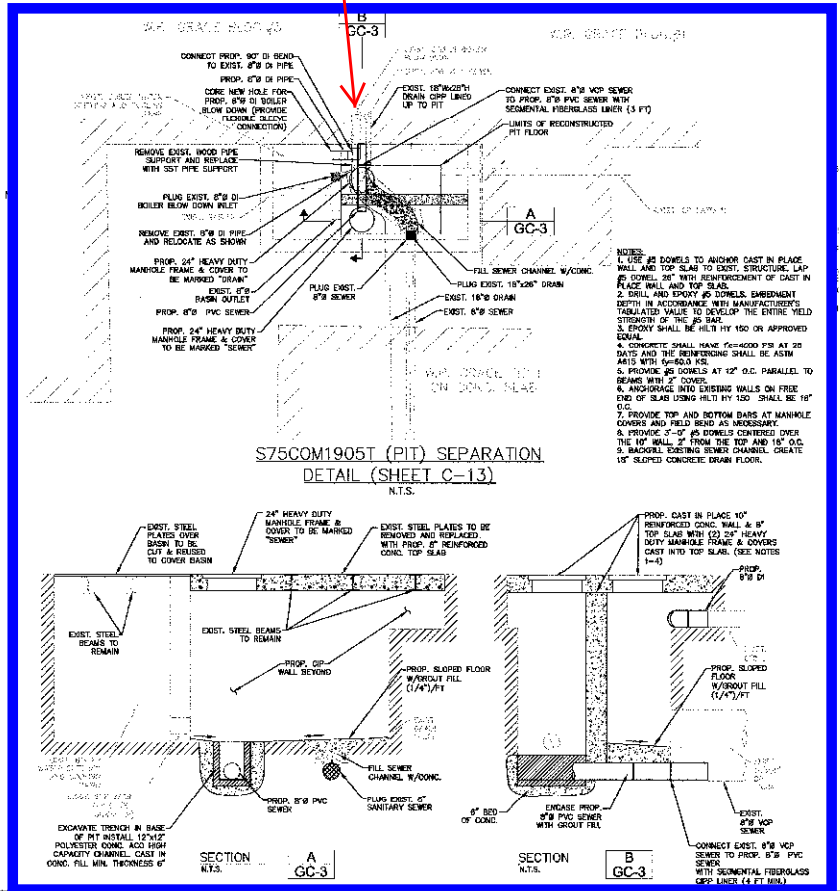 B
GC-3
CONNECT PROP. 90° DI BEND
TO EXIST. 8"Ø DI PIPE
PROP. 8"Ø DI PIPE
CORE NEW HOLE FOR
PROP. 8"Ø DI BOILER
BLOW DOWN (PROVIDE
FLEXIBLE SLEEVE
CONNECTION)
EXIST. 18"Wx28"H
DRAIN CIPP LINED
UP TO PIT
CONNECT EXIST. 8"Ø VCP SEWER
TO PROP. 8"Ø PVC SEWER WITH
SEGMENTAL FIBERGLASS LINER (3 FT)
LIMITS OF RECONSTRUCTED
PIT FLOOR
REMOVE EXIST. WOOD PIPE
SUPPORT AND REPLACE
WITH SST PIPE SUPPORT
PLUG EXIST. 8"Ø DI
BOILER BLOW DOWN INLET
REMOVE EXIST. 8"Ø DI PIPE
AND RELOCATE AS SHOWN
PROP. 24" HEAVY DUTY
MANHOLE FRAME & COVER TO
BE MARKED "DRAIN"
EXIST. 8"Ø
BASIN OUTLET
PROP. 8"Ø PVC SEWER
PROP. 24" HEAVY DUTY
MANHOLE FRAME & COVER
TO BE MARKED "SEWER"
A
GC-3
FILL SEWER CHANNEL W/CONC.
PLUG EXIST. 18"x26" DRAIN
PLUG EXIST.
8"Ø SEWER
EXIST. 18"Ø DRAIN
EXIST. 8"Ø SEWER
W.R. GRACE
ON CONC. SLAB
NOTES:
1. USE #5 DOWELS TO ANCHOR CAST IN PLACE
WALL AND TOP SLAB TO EXIST. STRUCTURE. LAP
#5 DOWEL 26" WITH REINFORCEMENT OF CAST IN
PLACE WALL AND TOP SLAB.
2. DRILL AND EPOXY #5 DOWELS. EMBEDMENT
DEPTH IN ACCORDANCE WITH MANUFACTURER'S
TABULATED VALUE TO DEVELOP THE ENTIRE YIELD
STRENGTH OF THE #5 BAR.
3. EPOXY SHALL BE HILTI HY 150 OR APPROVED
EQUAL.
4. CONCRETE SHALL HAVE f'c=4000 PSI AT 28
DAYS AND THE REINFORCING SHALL BE ASTM
A615 WITH fy=60.0 KSI.
5. PROVIDE #5 DOWELS AT 12" O.C. PARALLEL TO
BEAMS WITH 2" COVER.
6. ANCHORAGE INTO EXISTING WALLS ON FREE
END OF SLAB USING HILTI HY 150 SHALL BE 18"
O.C.
7. PROVIDE TOP AND BOTTOM BARS AT MANHOLE
COVERS AND FIELD BEND AS NECESSARY.
8. PROVIDE 3'-0" #5 DOWELS CENTERED OVER
THE 10" WALL, 2" FROM THE TOP AND 18" O.C.
9. BACKFILL EXISTING SEWER CHANNEL. CREATE
18" SLOPED CONCRETE DRAIN FLOOR.
S75COM1905T (PIT) SEPARATION
DETAIL (SHEET C-13)
N.T.S.
EXIST. STEEL
PLATES OVER
BASIN TO BE
CUT & REUSED
TO COVER BASIN
24" HEAVY DUTY
MANHOLE FRAME &
COVER TO BE MARKED
"SEWER"
EXIST. STEEL PLATES TO BE
REMOVED AND REPLACED
WITH PROP. 8" REINFORCED
CONC. TOP SLAB
EXIST. STEEL
BEAMS TO
REMAIN
EXIST. STEEL BEAMS
TO REMAIN
PROP. CIP
WALL BEYOND
PROP. SLOPED FLOOR
W/GROUT FILL
(1/4")/FT
FILL SEWER
CHANNEL W/CONC.
PROP. 8"Ø PVC
SEWER
PLUG EXIST. 8"
SANITARY SEWER
EXCAVATE TRENCH IN BASE
OF PIT INSTALL 12"x12"
POLYESTER CONC. ACO HIGH
CAPACITY CHANNEL. CAST IN
CONC. FILL MIN. THICKNESS 6"
SECTION
N.T.S.
A
GC-3
PROP. CAST IN PLACE 10"
REINFORCED CONC. WALL & 8"
TOP SLAB WITH (2) 24" HEAVY
DUTY MANHOLE FRAME & COVERS
CAST INTO TOP SLAB. (SEE NOTES
1-4)
PROP.
8"Ø DI
PROP. SLOPED
FLOOR
W/GROUT FILL
(1/4")/FT
6" BED
OF CONC.
ENCASE PROP.
8"Ø PVC SEWER
WITH GROUT FILL
EXIST.
8"Ø VCP
SEWER
CONNECT EXIST. 8"Ø VCP
SEWER TO PROP. 8"Ø PVC
SEWER
WITH SEGMENTAL FIBERGLASS
CIPP LINER (4 FT MIN.)
SECTION
N.T.S.
B
GC-3